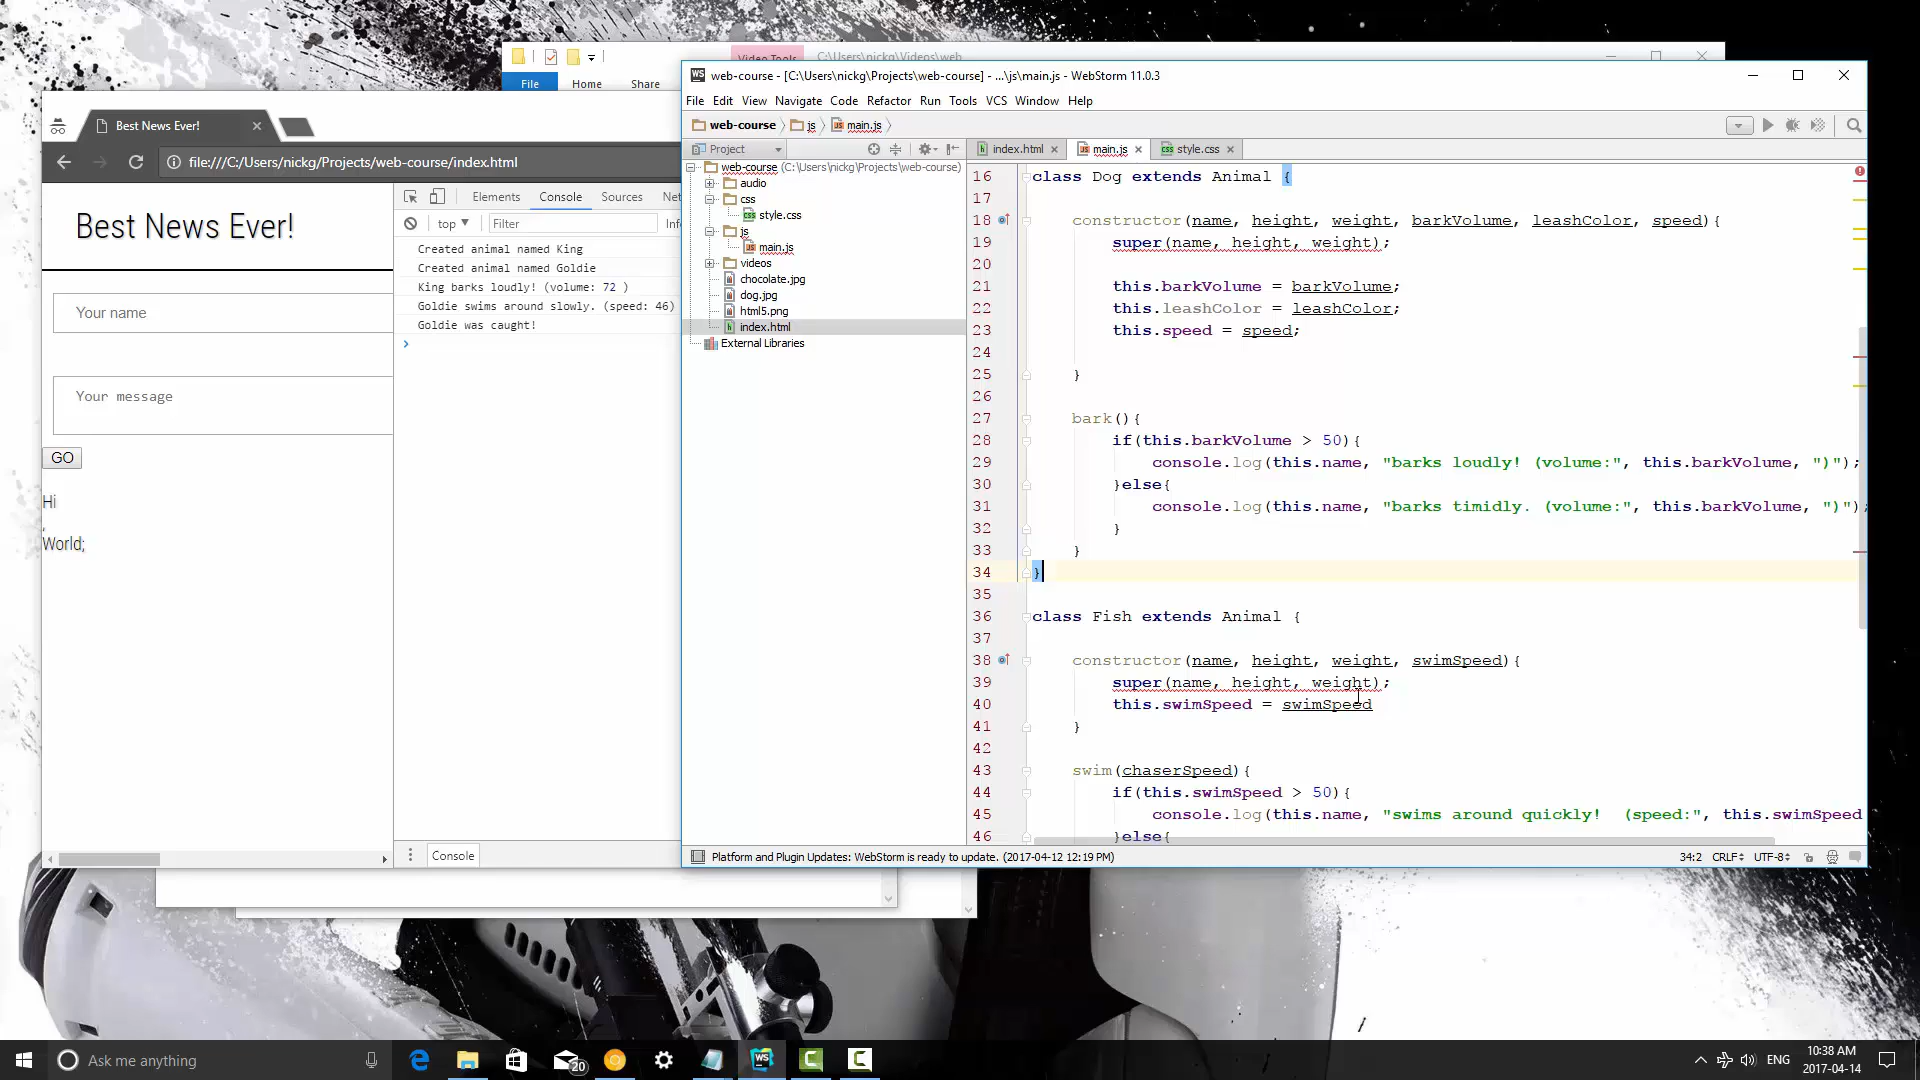 Video Tools C:\Users\nickg\Videos\web
File Home Share
web-course - [C:\Users\nickg\Projects\web-course] - ...\js\main.js - WebStorm 11.0.3
File Edit View Navigate Code Refactor Run Tools VCS Window Help
web-course js main.js
Project
index.html main.js style.css
web-course (C:\Users\nickg\Projects\web-course)
audio
css
style.css
js
main.js
videos
chocolate.jpg
dog.jpg
html5.png
index.html
External Libraries
16 class Dog extends Animal {
17
18 constructor(name, height, weight, barkVolume, leashColor, speed){
19 super(name, height, weight);
20
21 this.barkVolume = barkVolume;
22 this.leashColor = leashColor;
23 this.speed = speed;
24
25 }
26
27 bark(){
28 if(this.barkVolume > 50){
29 console.log(this.name, "barks loudly! (volume:", this.barkVolume, ")");
30 }else{
31 console.log(this.name, "barks timidly. (volume:", this.barkVolume, ")");
32 }
33 }
34 }
35
36 class Fish extends Animal {
37
38 constructor(name, height, weight, swimSpeed){
39 super(name, height, weight);
40 this.swimSpeed = swimSpeed
41 }
42
43 swim(chaserSpeed){
44 if(this.swimSpeed > 50){
45 console.log(this.name, "swims around quickly!  (speed:", this.swimSpeed
46 }else{
Platform and Plugin Updates: WebStorm is ready to update. (2017-04-12 12:19 PM)
34:2 CRLF UTF-8
Best News Ever!
file:///C:/Users/nickg/Projects/web-course/index.html
Best News Ever!
Your name
Your message
GO
Hi
,
World;
Elements Console Sources Net
top Filter Inf
Created animal named King
Created animal named Goldie
King barks loudly! (volume: 72 )
Goldie swims around slowly. (speed: 46)
Goldie was caught!
Console
Ask me anything
20
WS
ENG
10:38 AM
2017-04-14